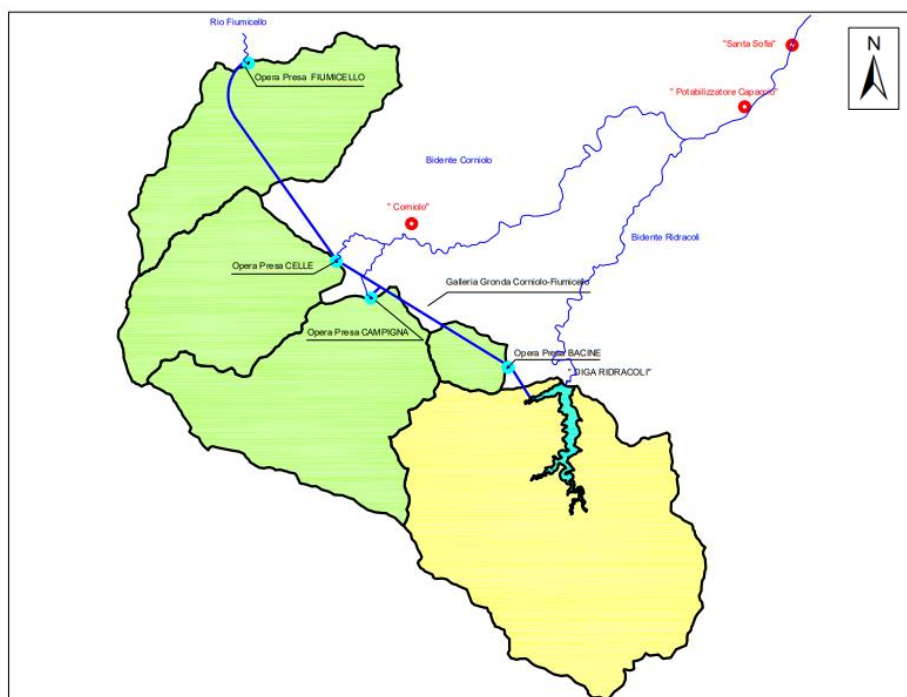 Rio Fiumicello
N
"Santa Sofia"
Opera Presa FIUMICELLO
" Potabilizzatore Capaccio"
Bidente Corniolo
" Corniolo"
Bidente Ridracoli
Opera Presa CELLE
Galleria Gronda Corniolo-Fiumicello
Opera Presa CAMPIGNA
Opera Presa BACINE
" DIGA RIDRACOLI"